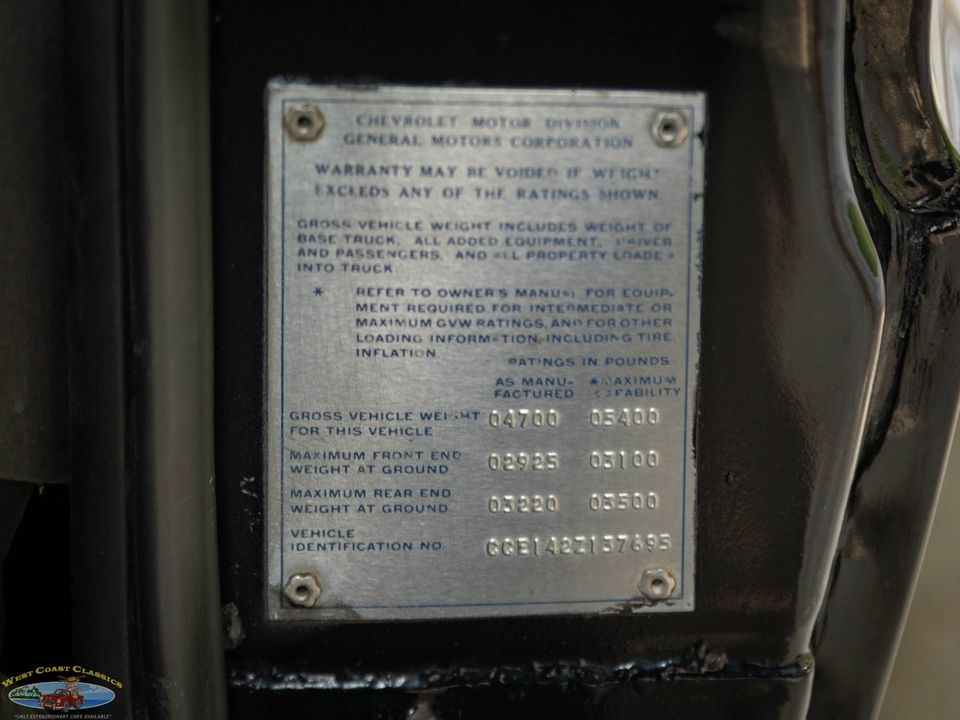 CHEVROLET MOTOR DIVISION
GENERAL MOTORS CORPORATION
WARRANTY MAY BE VOIDED IF WEIGHT
EXCEEDS ANY OF THE RATINGS SHOWN.
GROSS VEHICLE WEIGHT INCLUDES WEIGHT OF
BASE TRUCK, ALL ADDED EQUIPMENT, DRIVER
AND PASSENGERS, AND ALL PROPERTY LOADED
INTO TRUCK.
* REFER TO OWNER'S MANUAL FOR EQUIP-
MENT REQUIRED FOR INTERMEDIATE OR
MAXIMUM GVW RATINGS, AND FOR OTHER
LOADING INFORMATION, INCLUDING TIRE
INFLATION.
RATINGS IN POUNDS
AS MANU- *MAXIMUM
FACTURED CAPABILITY
GROSS VEHICLE WEIGHT 04700 05400
FOR THIS VEHICLE
MAXIMUM FRONT END 02925 03100
WEIGHT AT GROUND
MAXIMUM REAR END 03220 03500
WEIGHT AT GROUND
VEHICLE
IDENTIFICATION NO. CCE142Z137695
WEST COAST CLASSICS
"ONLY EXTRAORDINARY CARS AVAILABLE"